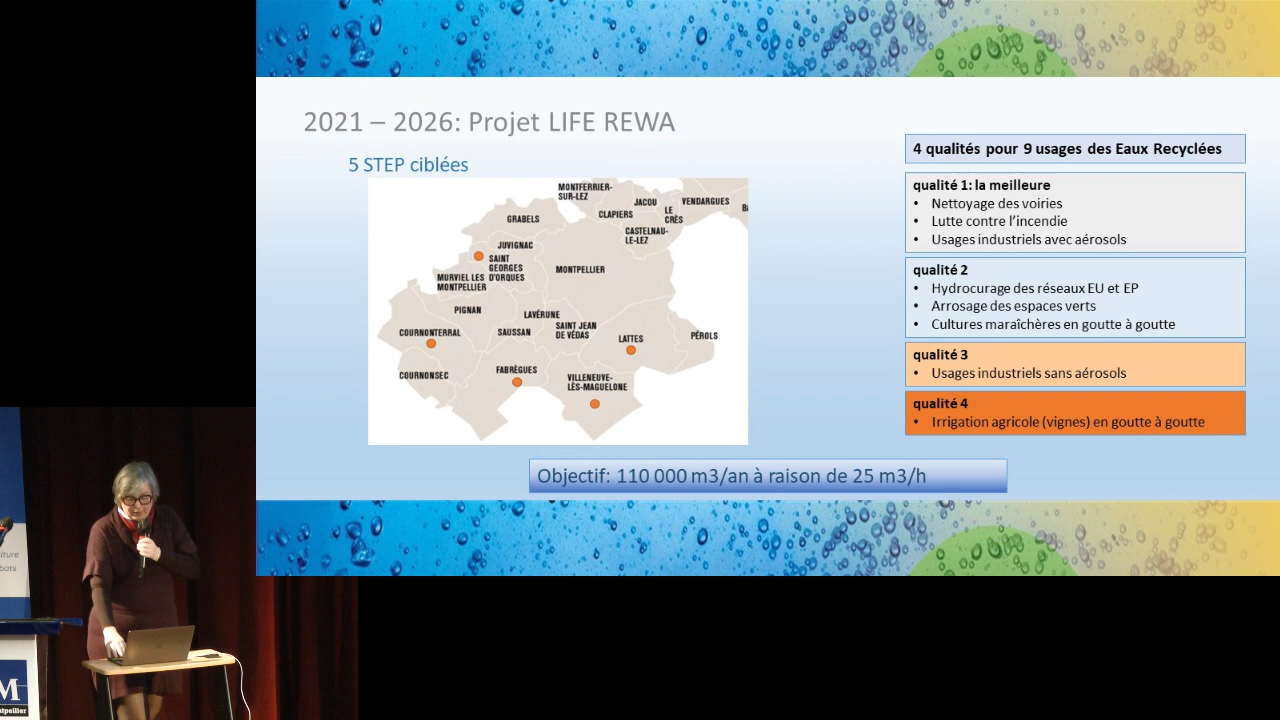 2021 – 2026: Projet LIFE REWA
5 STEP ciblées
MONTFERRIER-
SUR-LEZ
JACOU
VENDARGUES
LE
CRÈS
CLAPIERS
GRABELS
CASTELNAU-
LE-LEZ
JUVIGNAC
SAINT
GEORGES
D'ORQUES
MONTPELLIER
MURVIEL LES
MONTPELLIER
PIGNAN
LAVÉRUNE
COURNONTERRAL
SAUSSAN
SAINT JEAN
DE VÉDAS
LATTES
PÉROLS
COURNONSEC
FABRÈGUES
VILLENEUVE-
LÈS-MAGUELONE
4 qualités pour 9 usages des Eaux Recyclées
qualité 1: la meilleure
• Nettoyage des voiries
• Lutte contre l'incendie
• Usages industriels avec aérosols
qualité 2
• Hydrocurage des réseaux EU et EP
• Arrosage des espaces verts
• Cultures maraîchères en goutte à goutte
qualité 3
• Usages industriels sans aérosols
qualité 4
• Irrigation agricole (vignes) en goutte à goutte
Objectif: 110 000 m3/an à raison de 25 m3/h
M